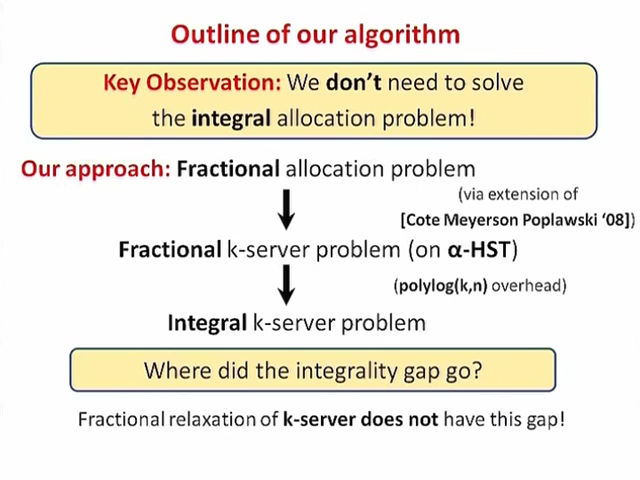 Outline of our algorithm
Key Observation: We don't need to solve
the integral allocation problem!
Our approach: Fractional allocation problem
(via extension of
[Cote Meyerson Poplawski '08])
Fractional k-server problem (on α-HST)
(polylog(k,n) overhead)
Integral k-server problem
Where did the integrality gap go?
Fractional relaxation of k-server does not have this gap!